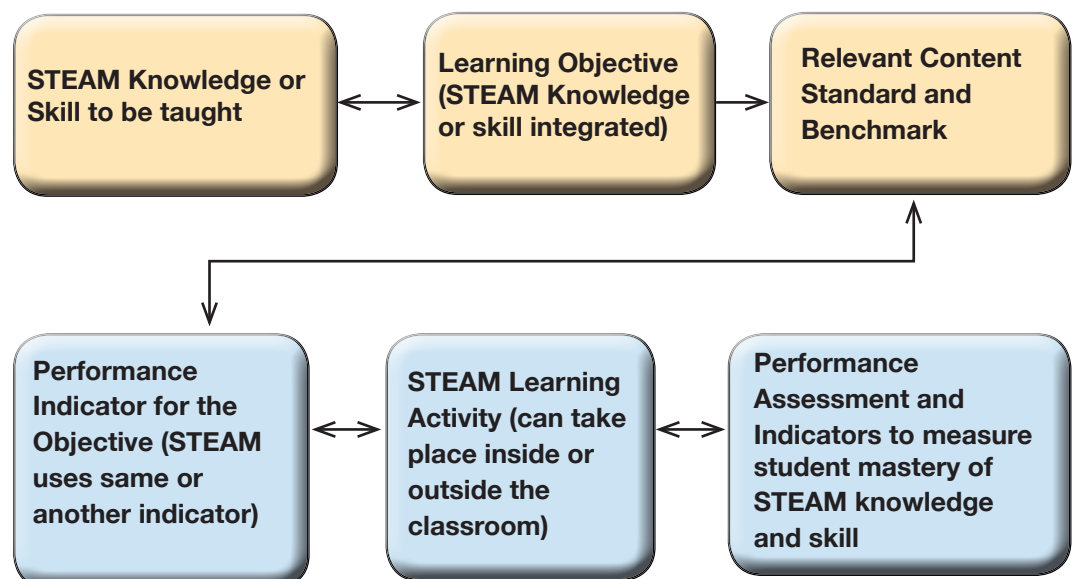 STEAM Knowledge or
Skill to be taught
Learning Objective
(STEAM Knowledge
or skill integrated)
Relevant Content
Standard and
Benchmark
Performance
Indicator for the
Objective (STEAM
uses same or
another indicator)
STEAM Learning
Activity (can take
place inside or
outside the
classroom)
Performance
Assessment and
Indicators to measure
student mastery of
STEAM knowledge
and skill